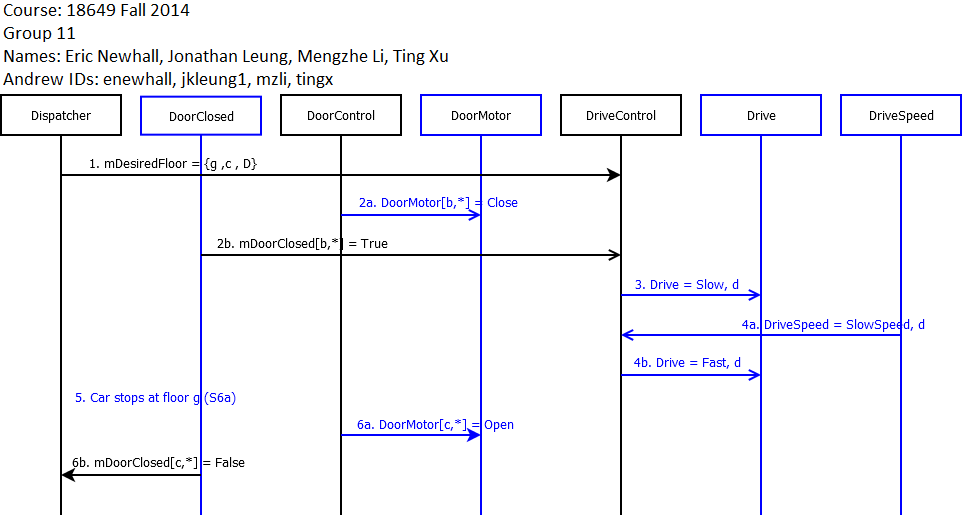 Course: 18649 Fall 2014
Group 11
Names: Eric Newhall, Jonathan Leung, Mengzhe Li, Ting Xu
Andrew IDs: enewhall, jkleung1, mzli, tingx
Dispatcher DoorClosed DoorControl DoorMotor DriveControl Drive DriveSpeed
1. mDesiredFloor = {g ,c , D}
2a. DoorMotor[b,*] = Close
2b. mDoorClosed[b,*] = True
3. Drive = Slow, d
4a. DriveSpeed = SlowSpeed, d
4b. Drive = Fast, d
5. Car stops at floor g (S6a)
6a. DoorMotor[c,*] = Open
6b. mDoorClosed[c,*] = False